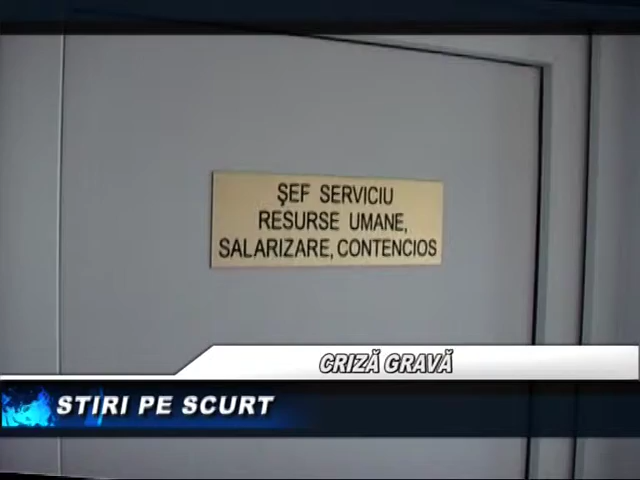 ŞEF SERVICIU
RESURSE UMANE,
SALARIZARE, CONTENCIOS
CRIZĂ GRAVĂ
STIRI PE SCURT